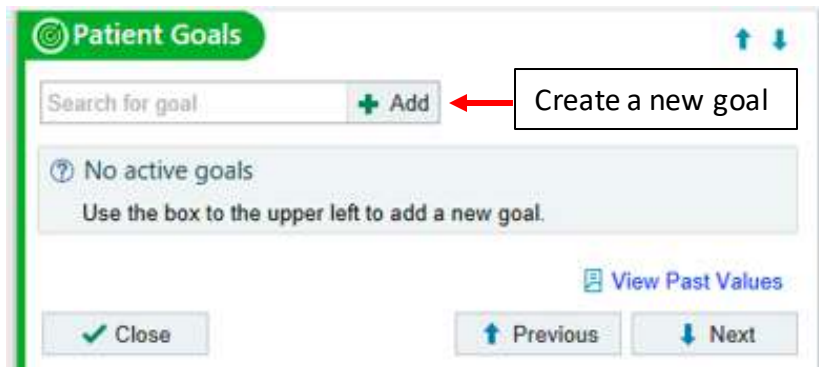 Patient Goals
Search for goal
Add
Create a new goal
No active goals
Use the box to the upper left to add a new goal.
View Past Values
Close
Previous
Next